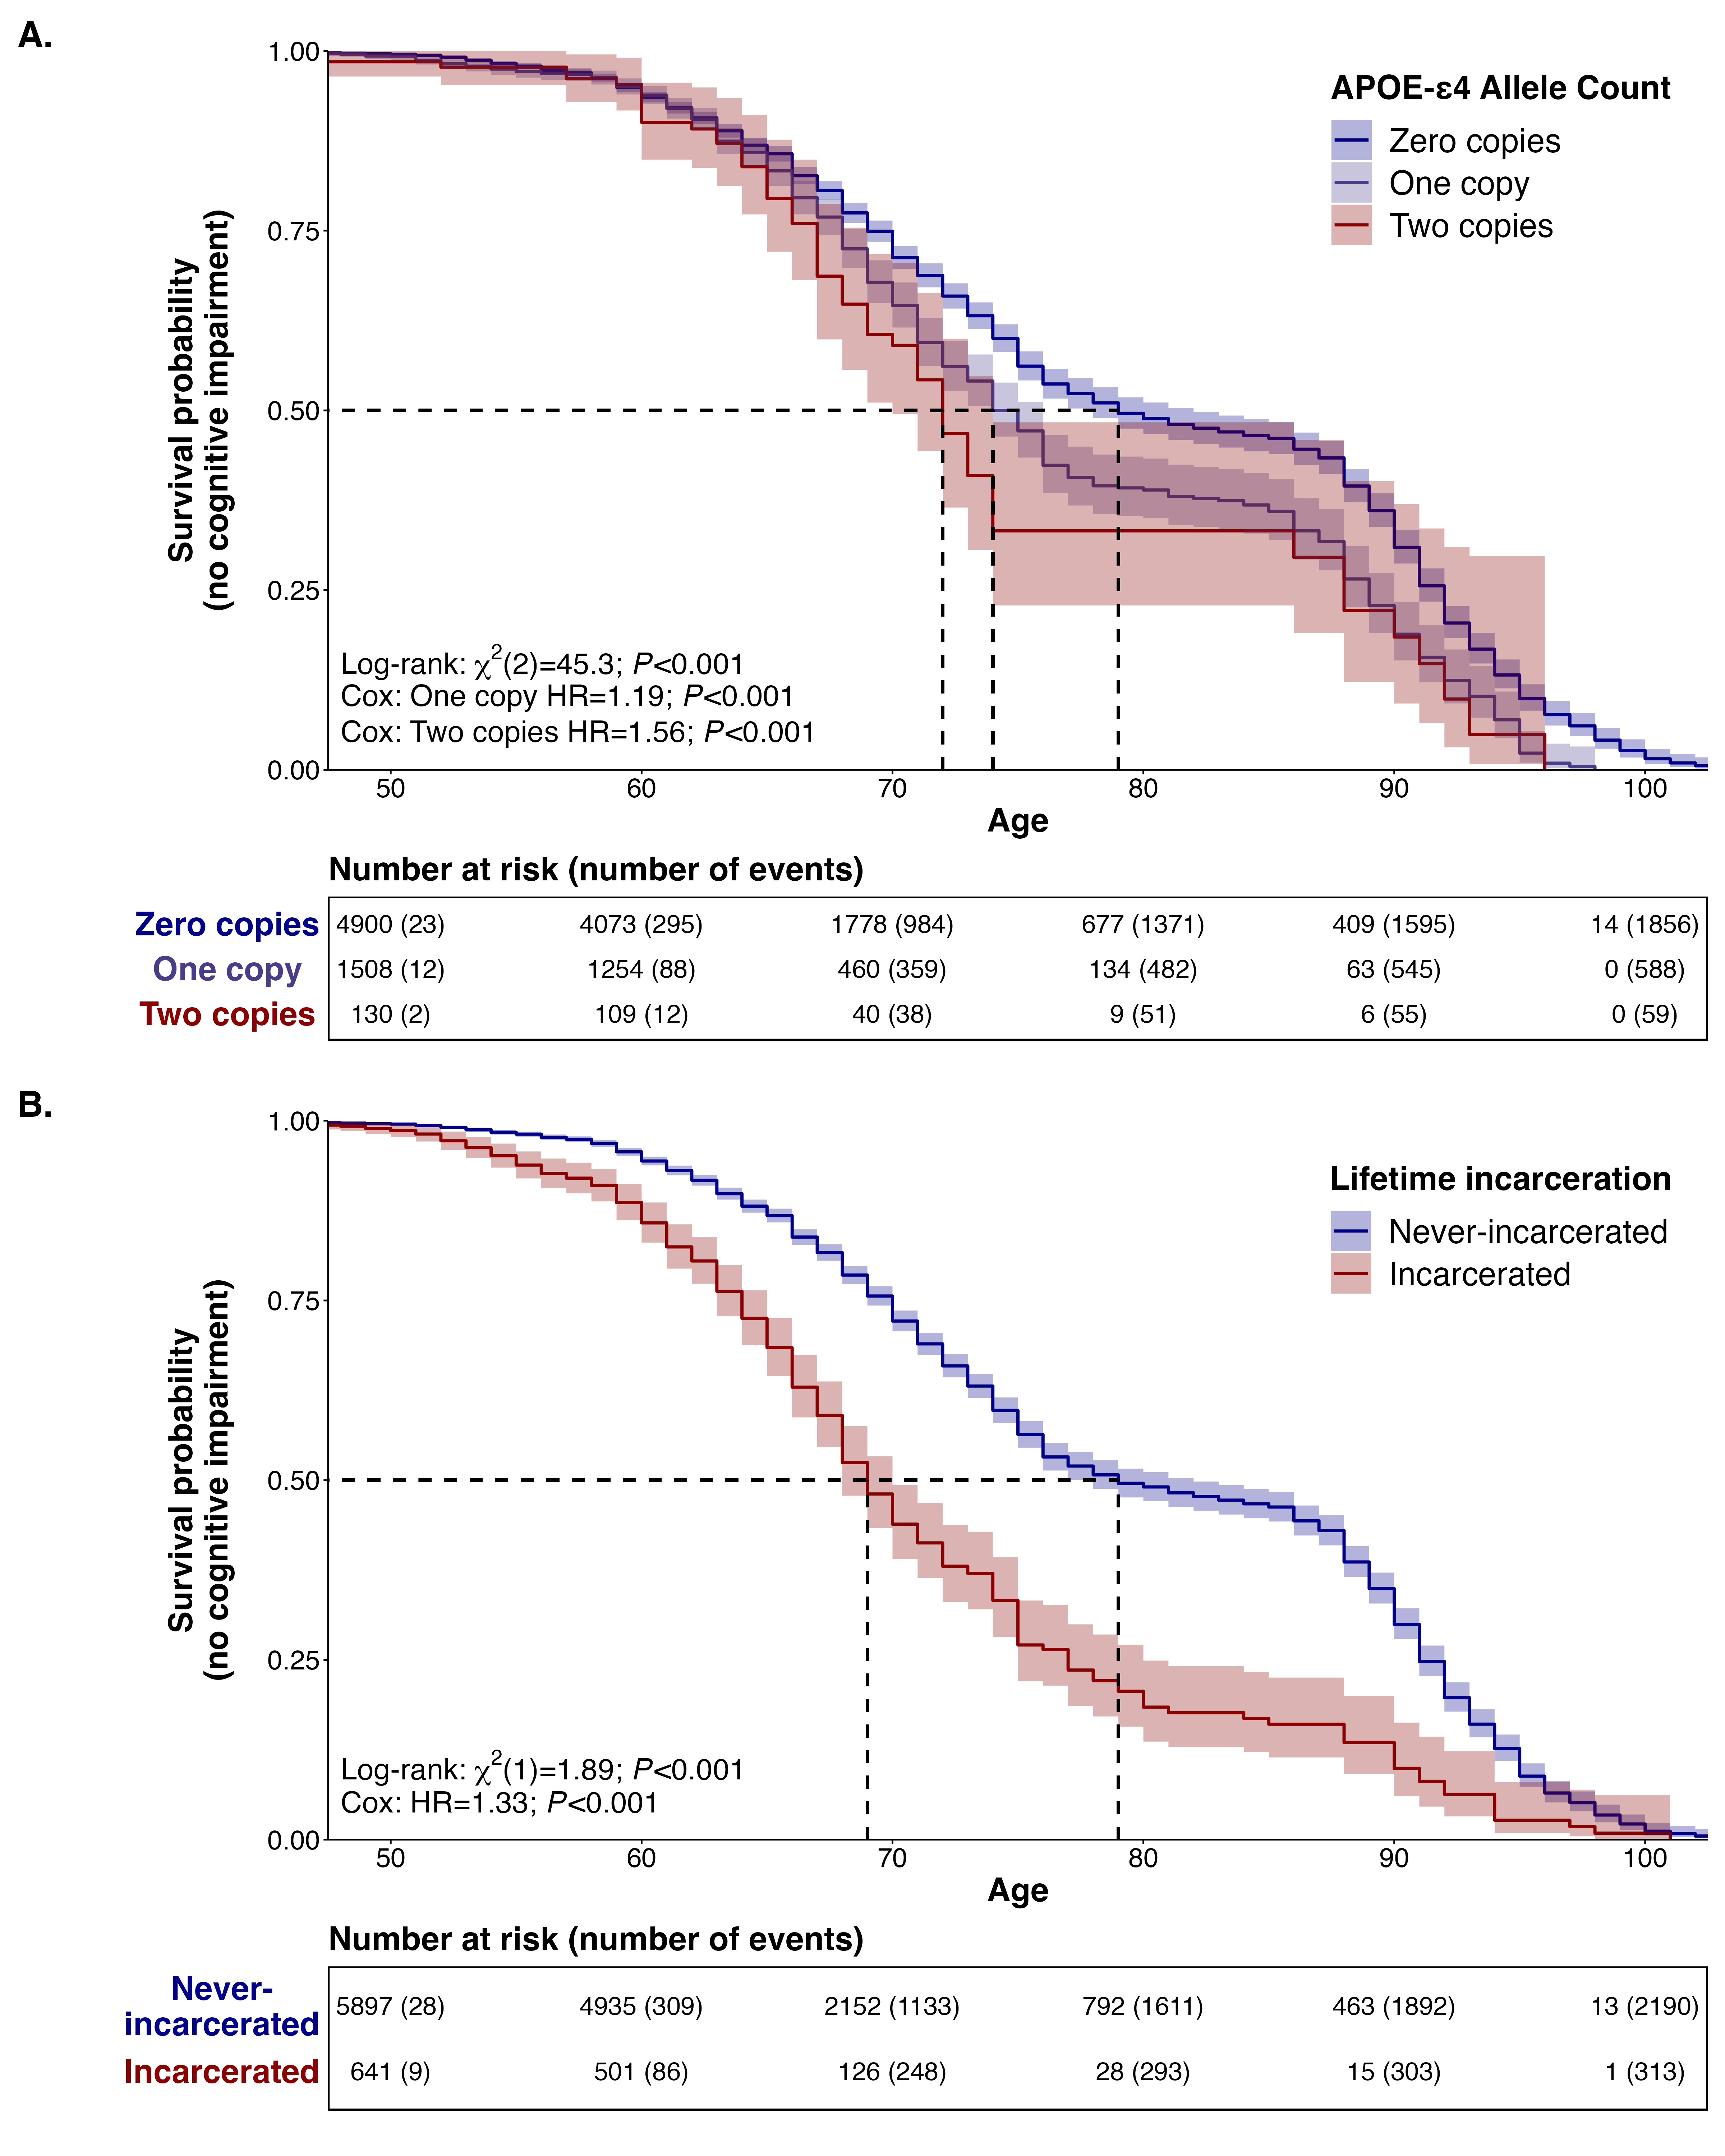 A.
1.00
0.75
0.50
0.25
0.00
Survival probability
(no cognitive impairment)
APOE-ε4 Allele Count
Zero copies
One copy
Two copies
Log-rank: χ2(2)=45.3; P<0.001
Cox: One copy HR=1.19; P<0.001
Cox: Two copies HR=1.56; P<0.001
50 60 70 80 90 100
Age
Number at risk (number of events)
Zero copies 4900 (23) 4073 (295) 1778 (984) 677 (1371) 409 (1595) 14 (1856)
One copy 1508 (12) 1254 (88) 460 (359) 134 (482) 63 (545) 0 (588)
Two copies 130 (2) 109 (12) 40 (38) 9 (51) 6 (55) 0 (59)
B.
1.00
0.75
0.50
0.25
0.00
Survival probability
(no cognitive impairment)
Lifetime incarceration
Never-incarcerated
Incarcerated
Log-rank: χ2(1)=1.89; P<0.001
Cox: HR=1.33; P<0.001
50 60 70 80 90 100
Age
Number at risk (number of events)
Never-
incarcerated 5897 (28) 4935 (309) 2152 (1133) 792 (1611) 463 (1892) 13 (2190)
Incarcerated 641 (9) 501 (86) 126 (248) 28 (293) 15 (303) 1 (313)